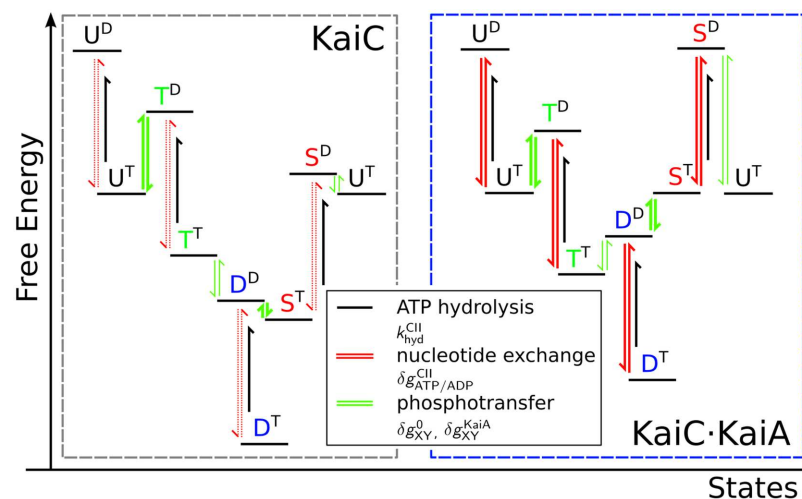 Free Energy
States
KaiC
U^D
T^D
U^T
T^T
D^D
S^T
S^D
U^T
D^T
U^D
T^D
U^T
T^T
D^D
S^T
S^D
U^T
D^T
KaiC·KaiA
ATP hydrolysis
k_hyd^CII
nucleotide exchange
δg_ATP/ADP^CII
phosphotransfer
δg_XY^0, δg_XY^KaiA